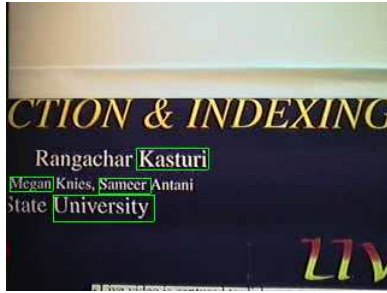 CTION & INDEXING
Rangachar Kasturi
Megan Knies, Sameer Antani
State University